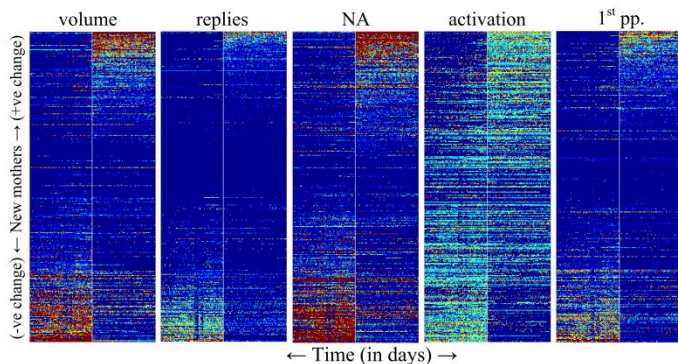 volume replies NA activation 1st pp.
(-ve change) ← New mothers → (+ve change)
← Time (in days) →